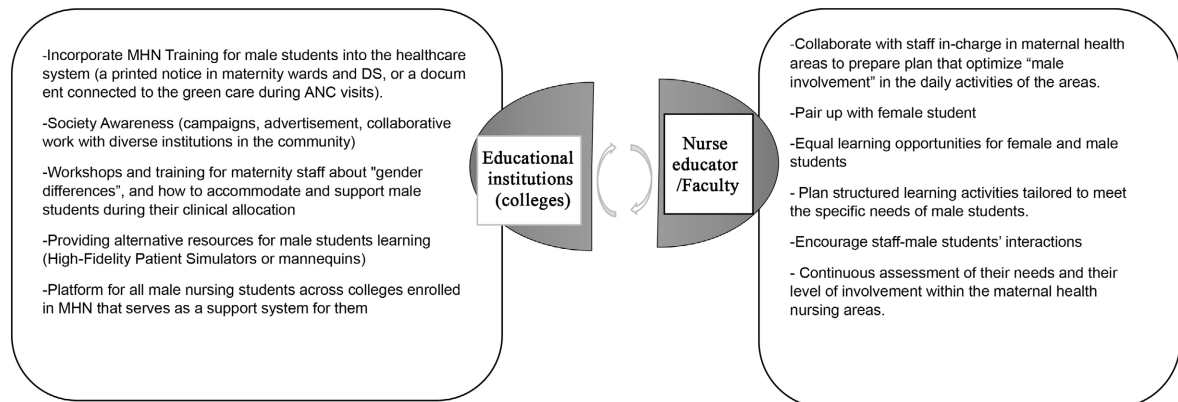 -Incorporate MHN Training for male students into the healthcare
system (a printed notice in maternity wards and DS, or a docum
ent connected to the green care during ANC visits).
-Society Awareness (campaigns, advertisement, collaborative
work with diverse institutions in the community)
-Workshops and training for maternity staff about "gender
differences", and how to accommodate and support male
students during their clinical allocation
-Providing alternative resources for male students learning
(High-Fidelity Patient Simulators or mannequins)
-Platform for all male nursing students across colleges enrolled
in MHN that serves as a support system for them
Educational
institutions
(colleges)
Nurse
educator
/Faculty
-Collaborate with staff in-charge in maternal health
areas to prepare plan that optimize “male
involvement” in the daily activities of the areas.
-Pair up with female student
-Equal learning opportunities for female and male
students
- Plan structured learning activities tailored to meet
the specific needs of male students.
-Encourage staff-male students’ interactions
- Continuous assessment of their needs and their
level of involvement within the maternal health
nursing areas.